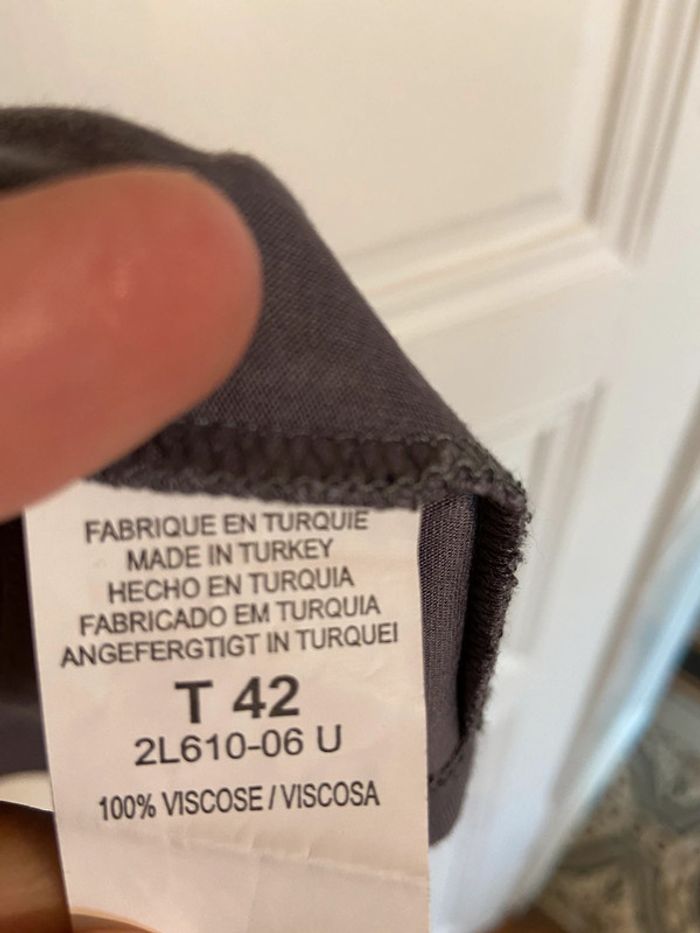 FABRIQUE EN TURQUIE
MADE IN TURKEY
HECHO EN TURQUIA
FABRICADO EM TURQUIA
ANGEFERGTIGT IN TURQUEI
T 42
2L610-06 U
100% VISCOSE / VISCOSA